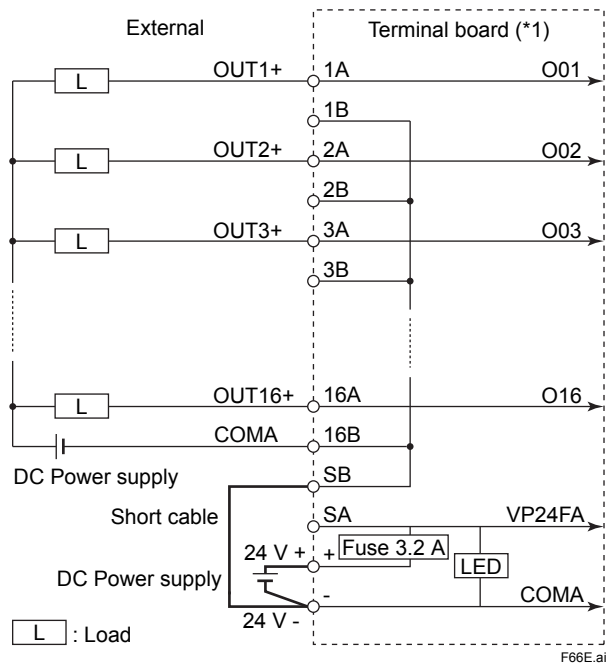 External
Terminal board (*1)
L
OUT1+
1A
O01
1B
L
OUT2+
2A
O02
2B
L
OUT3+
3A
O03
3B
L
OUT16+
16A
O16
COMA
16B
DC Power supply
SB
Short cable
SA
VP24FA
24 V +
+
Fuse 3.2 A
LED
DC Power supply
-
COMA
24 V -
L : Load
F66E.ai